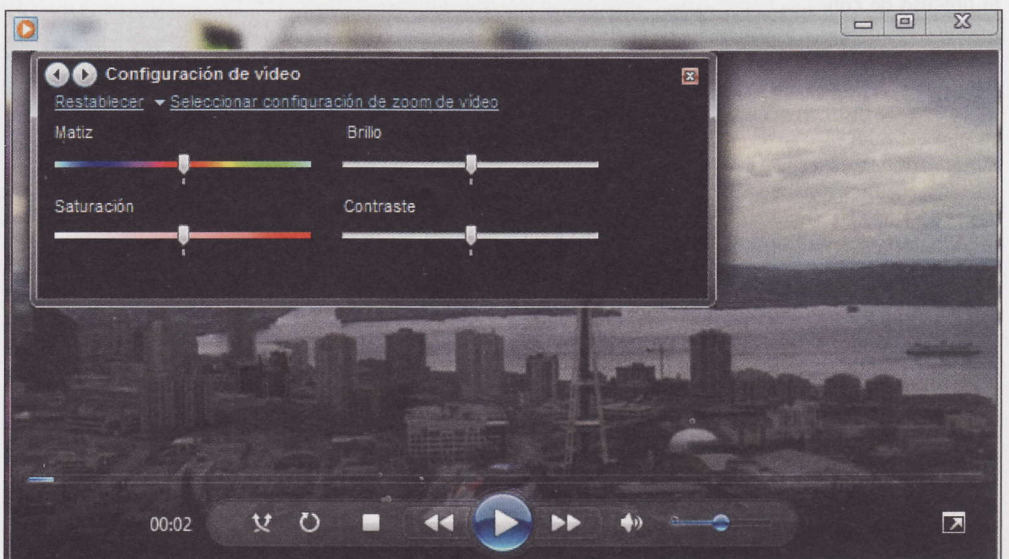 Configuración de vídeo
Restablecer Seleccionar configuración de zoom de vídeo
Matiz Brillo
Saturación Contraste
00:02